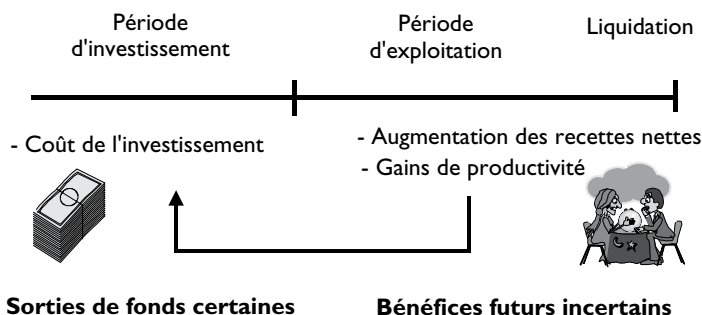 Période
d'investissement
Période
d'exploitation
Liquidation
- Coût de l'investissement
- Augmentation des recettes nettes
- Gains de productivité
Sorties de fonds certaines
Bénéfices futurs incertains